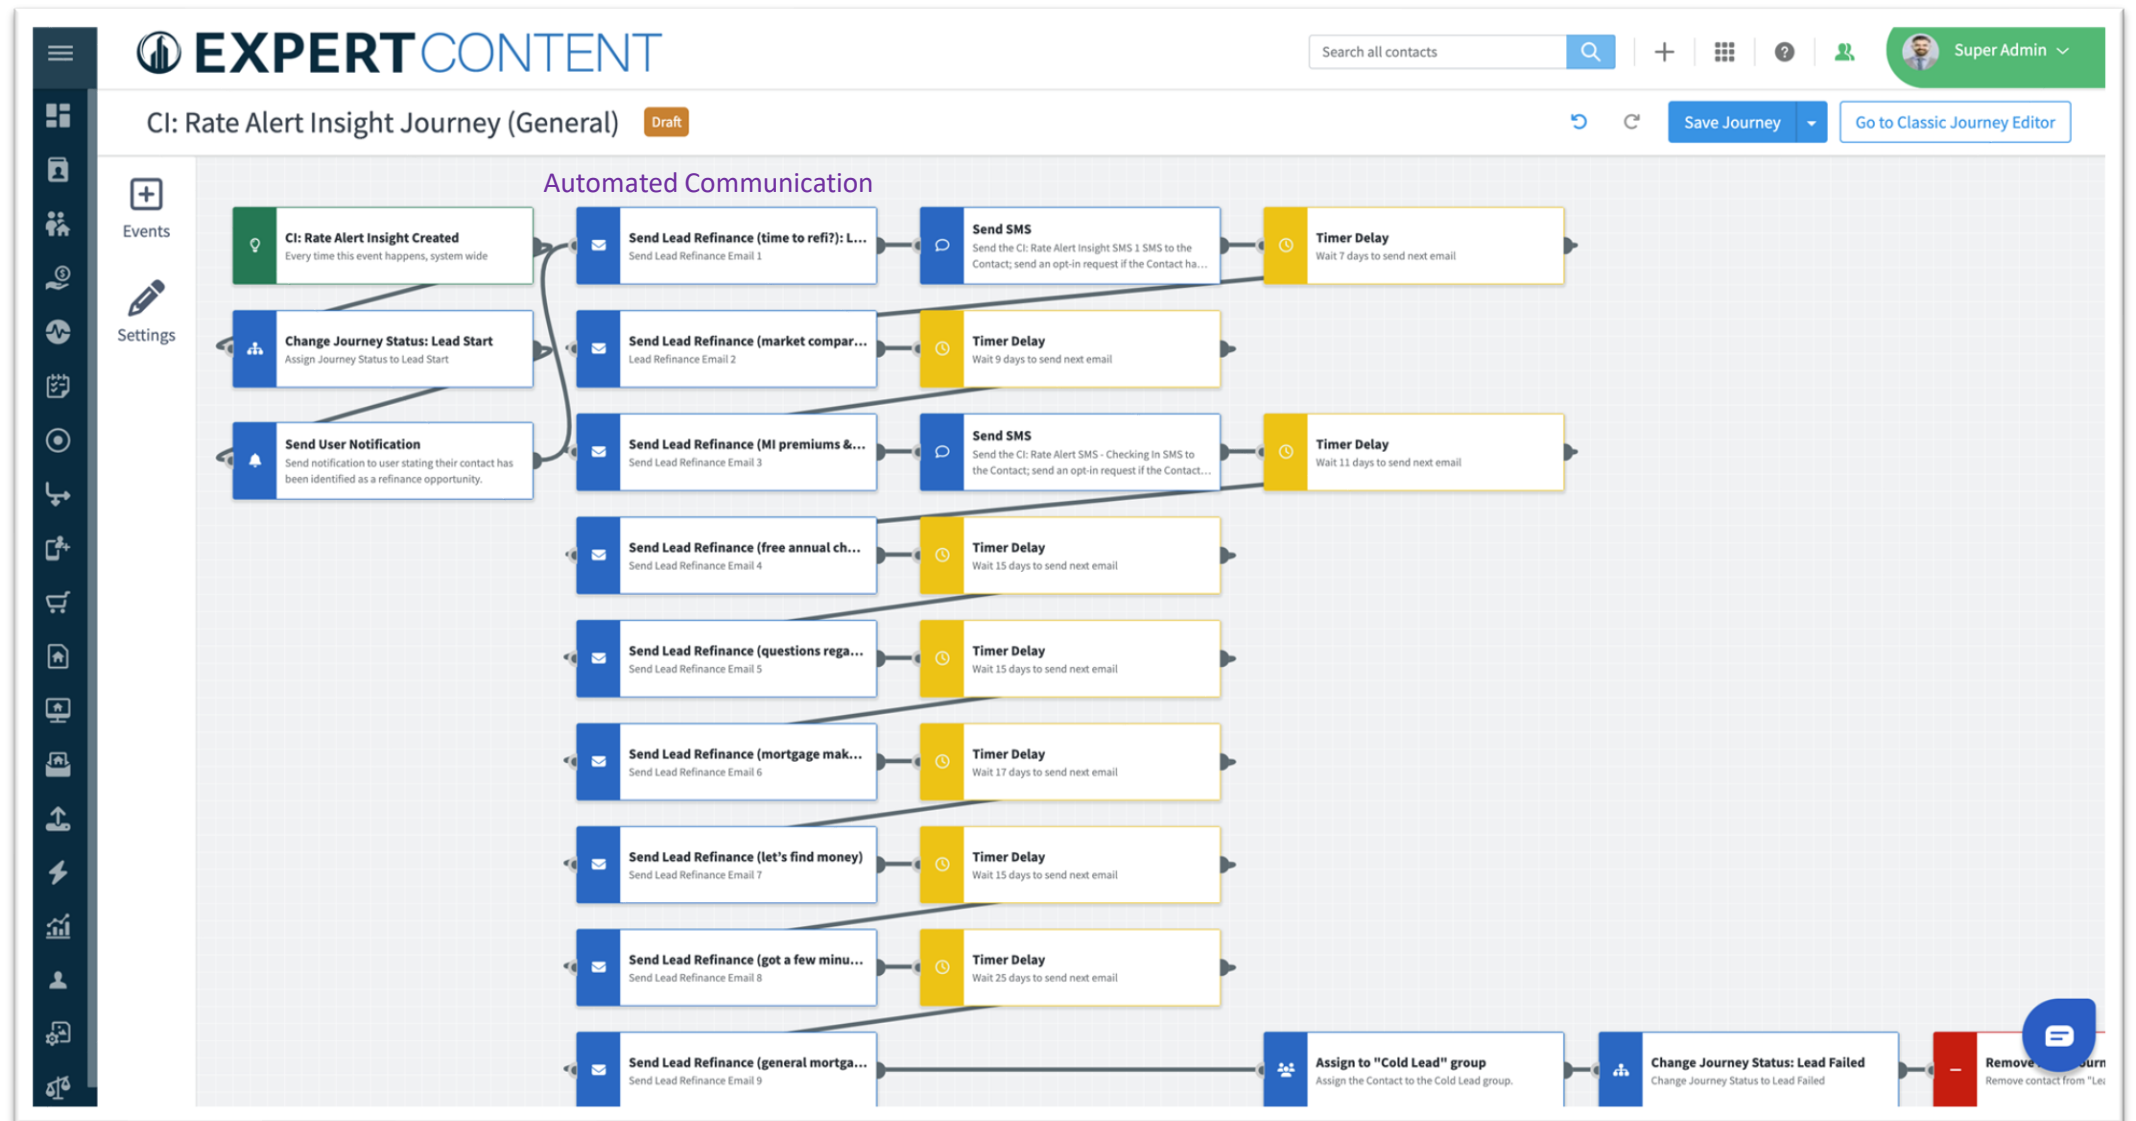 EXPERTCONTENT
Search all contacts
Super Admin
CI: Rate Alert Insight Journey (General)
Draft
Save Journey
Go to Classic Journey Editor
Events
Settings
Automated Communication
CI: Rate Alert Insight Created
Every time this event happens, system wide
Send Lead Refinance (time to refi?): L...
Send Lead Refinance Email 1
Send SMS
Send the CI: Rate Alert Insight SMS 1 SMS to the
Contact; send an opt-in request if the Contact ha...
Timer Delay
Wait 7 days to send next email
Change Journey Status: Lead Start
Assign Journey Status to Lead Start
Send Lead Refinance (market compar...
Lead Refinance Email 2
Timer Delay
Wait 9 days to send next email
Send User Notification
Send notification to user stating their contact has
been identified as a refinance opportunity.
Send Lead Refinance (MI premiums &...
Send Lead Refinance Email 3
Send SMS
Send the CI: Rate Alert SMS - Checking In SMS to
the Contact; send an opt-in request if the Contact...
Timer Delay
Wait 11 days to send next email
Send Lead Refinance (free annual ch...
Send Lead Refinance Email 4
Timer Delay
Wait 15 days to send next email
Send Lead Refinance (questions rega...
Send Lead Refinance Email 5
Timer Delay
Wait 15 days to send next email
Send Lead Refinance (mortgage mak...
Send Lead Refinance Email 6
Timer Delay
Wait 17 days to send next email
Send Lead Refinance (let's find money)
Send Lead Refinance Email 7
Timer Delay
Wait 15 days to send next email
Send Lead Refinance (got a few minu...
Send Lead Refinance Email 8
Timer Delay
Wait 25 days to send next email
Send Lead Refinance (general mortga...
Send Lead Refinance Email 9
Assign to "Cold Lead" group
Assign the Contact to the Cold Lead group.
Change Journey Status: Lead Failed
Change Journey Status to Lead Failed
Remove
Remove contact from "Lea